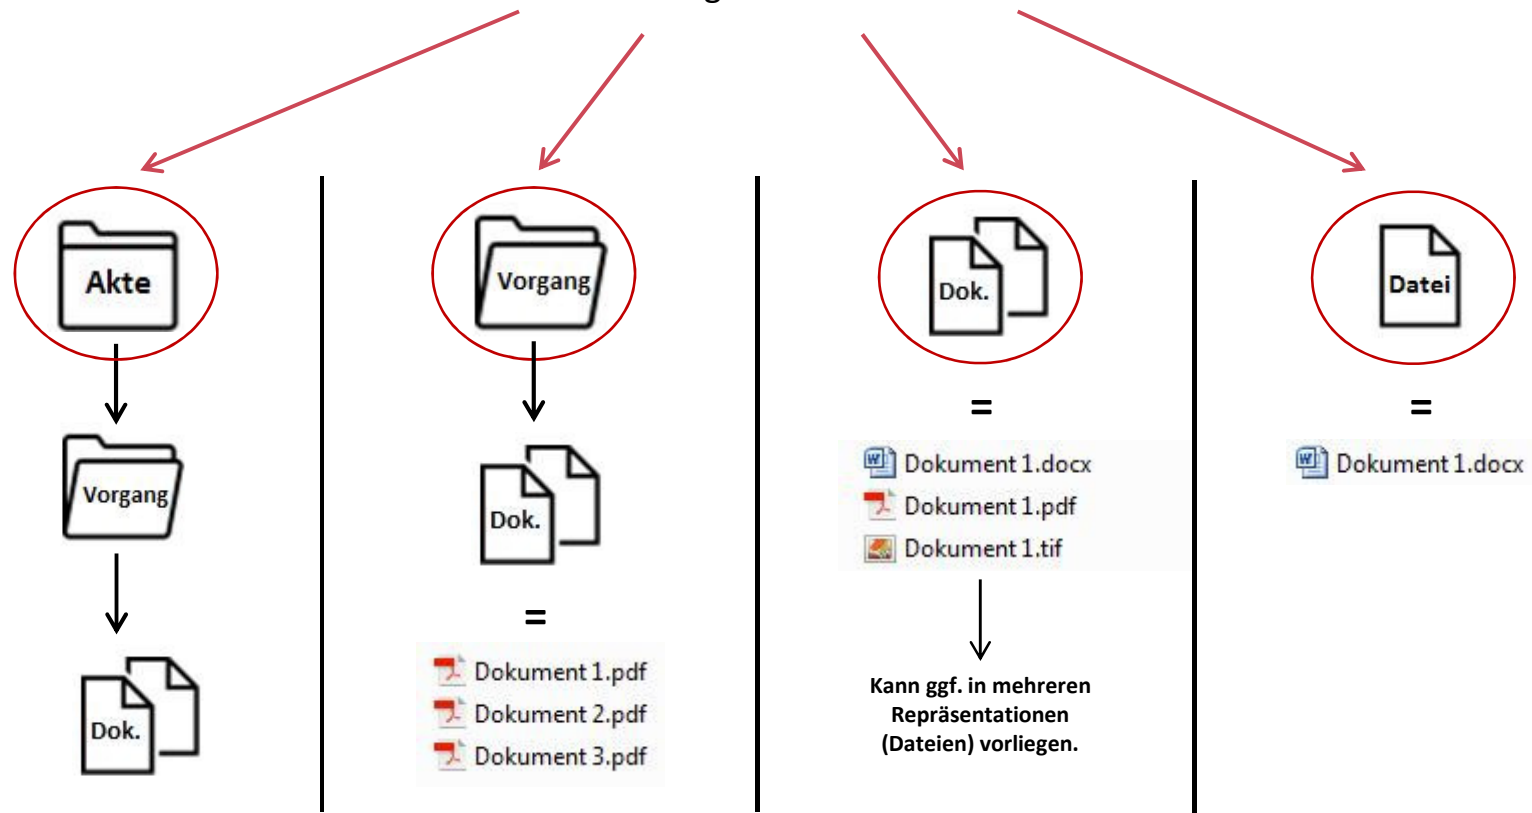 Akte
Vorgang
Dok.
Vorgang
Dok.
=
Dokument 1.pdf
Dokument 2.pdf
Dokument 3.pdf
Dok.
=
Dokument 1.docx
Dokument 1.pdf
Dokument 1.tif
Kann ggf. in mehreren
Repräsentationen
(Dateien) vorliegen.
Datei
=
Dokument 1.docx